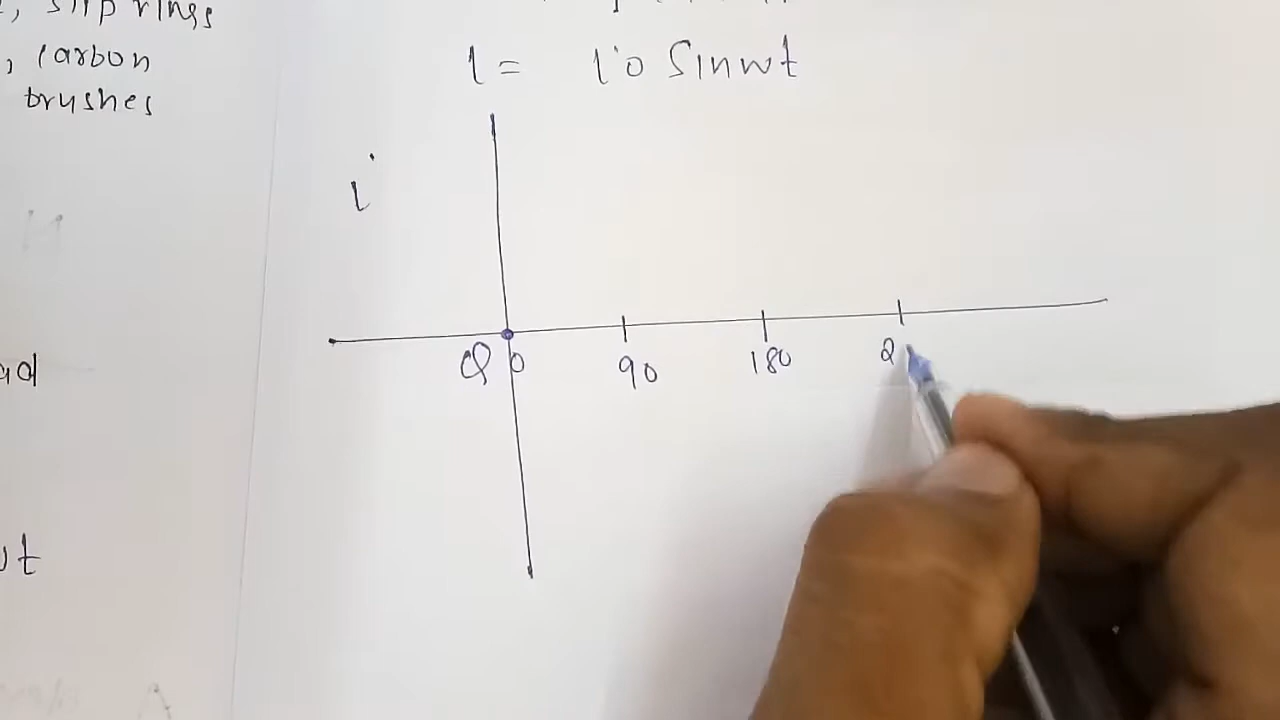 slip rings
, carbon
brushes
i = i0 Sinwt
i
0 90 180 2